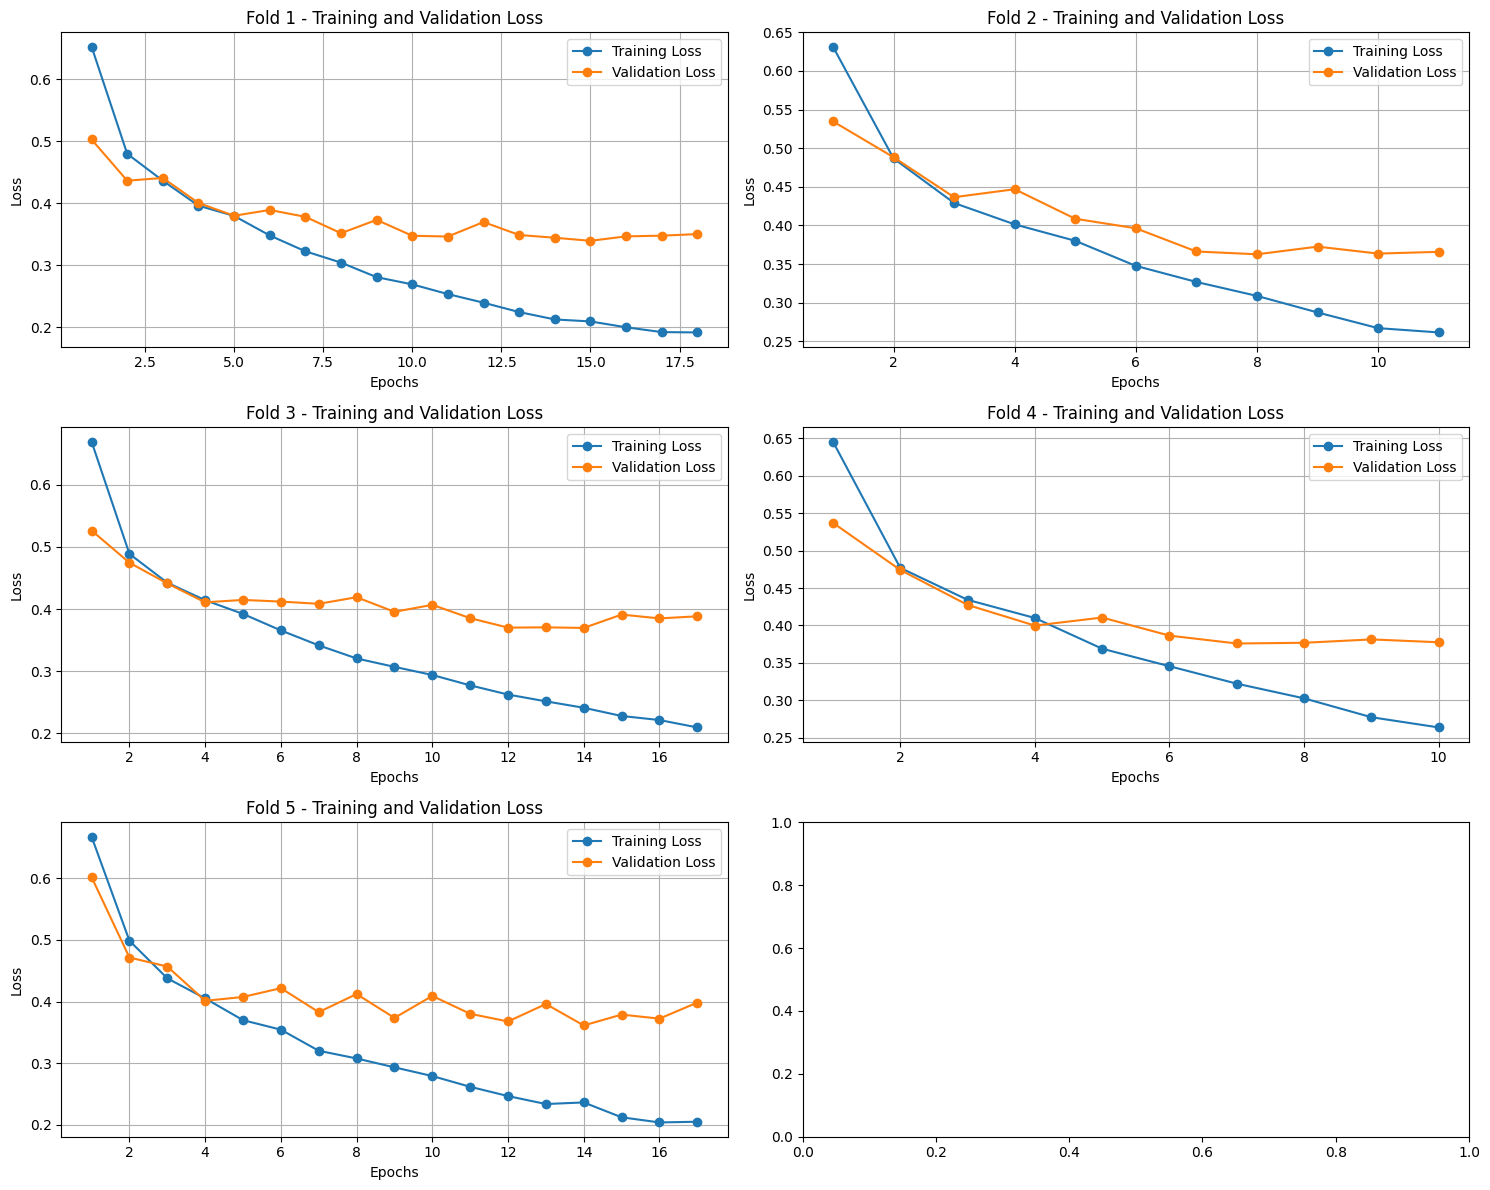 Fold 1 - Training and Validation Loss
Training Loss
Validation Loss
Loss
0.6
0.5
0.4
0.3
0.2
2.5 5.0 7.5 10.0 12.5 15.0 17.5
Epochs
Fold 2 - Training and Validation Loss
Training Loss
Validation Loss
Loss
0.65
0.60
0.55
0.50
0.45
0.40
0.35
0.30
0.25
2 4 6 8 10
Epochs
Fold 3 - Training and Validation Loss
Training Loss
Validation Loss
Loss
0.6
0.5
0.4
0.3
0.2
2 4 6 8 10 12 14 16
Epochs
Fold 4 - Training and Validation Loss
Training Loss
Validation Loss
Loss
0.65
0.60
0.55
0.50
0.45
0.40
0.35
0.30
0.25
2 4 6 8 10
Epochs
Fold 5 - Training and Validation Loss
Training Loss
Validation Loss
Loss
0.6
0.5
0.4
0.3
0.2
2 4 6 8 10 12 14 16
Epochs
1.0
0.8
0.6
0.4
0.2
0.0
0.0 0.2 0.4 0.6 0.8 1.0